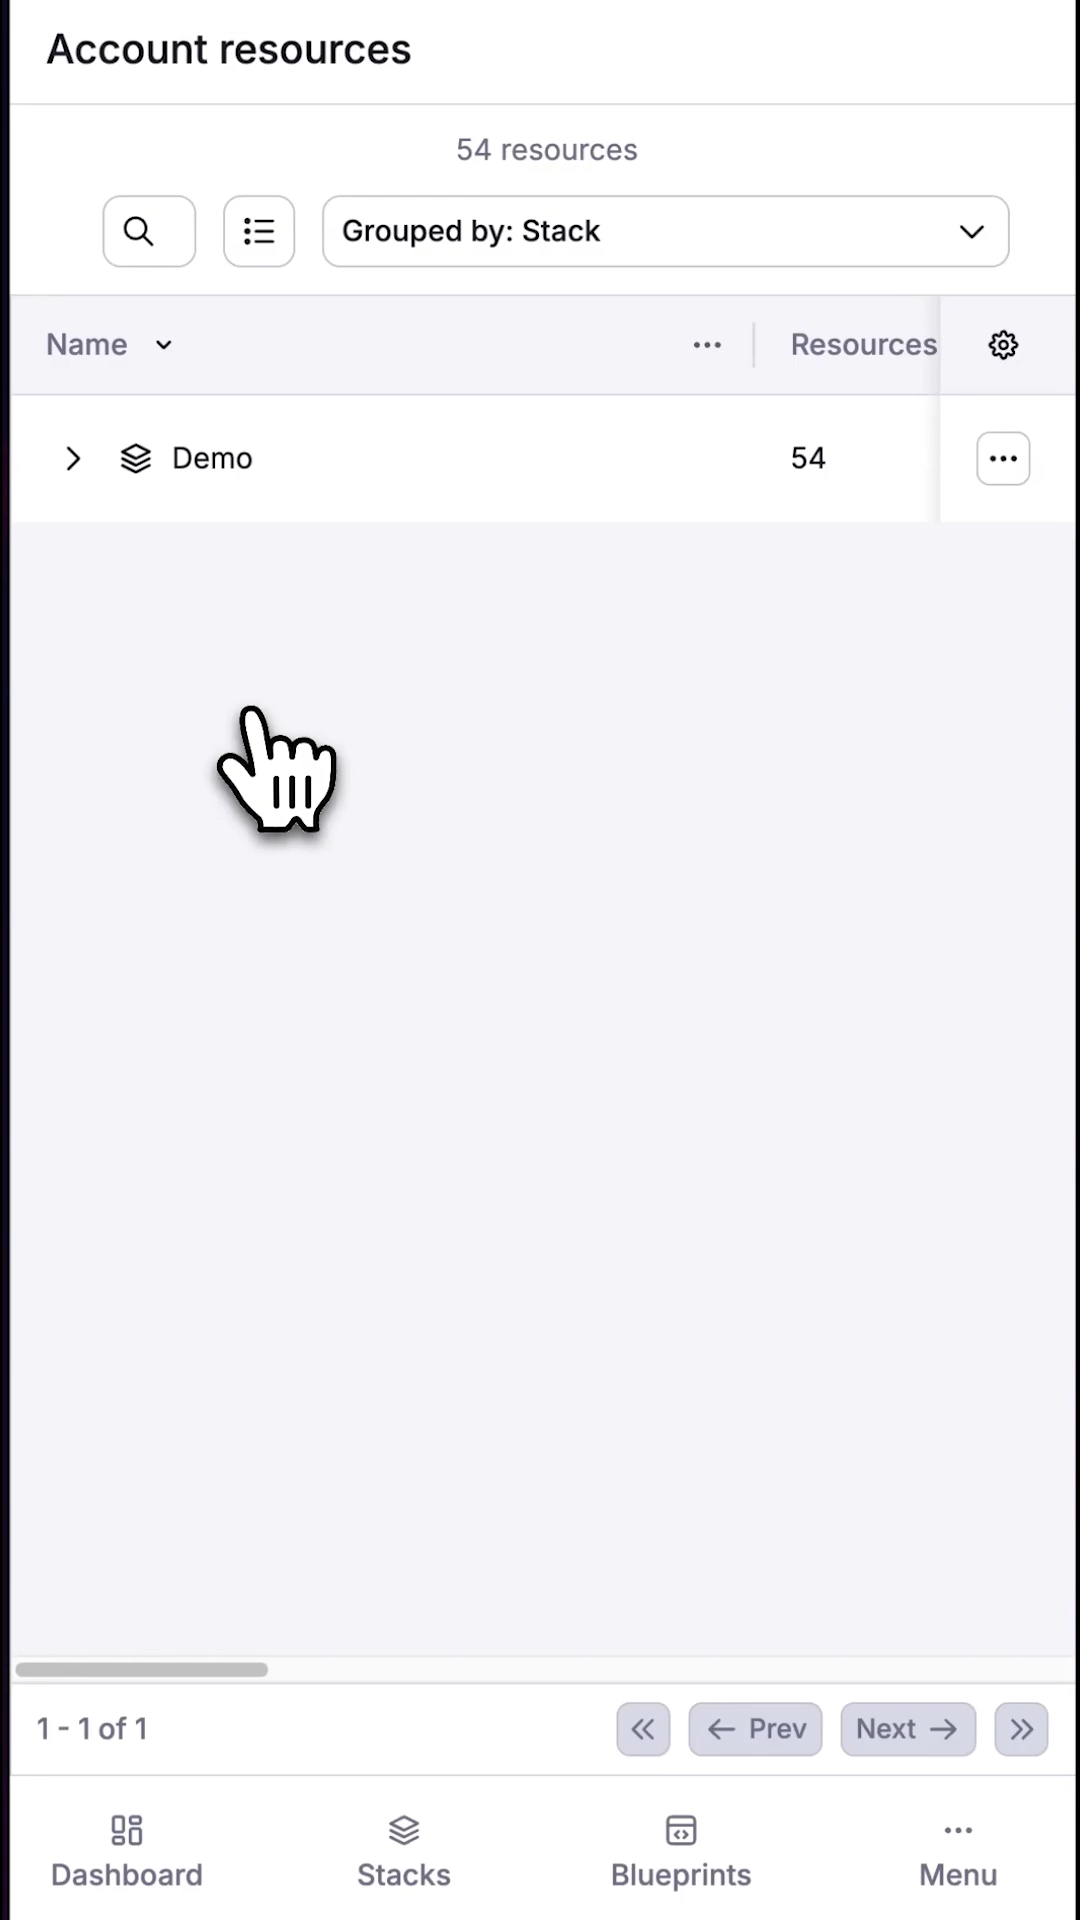 Account resources
54 resources
Grouped by: Stack
Name
Resources
Demo
54
1 - 1 of 1
Prev
Next
Dashboard
Stacks
Blueprints
Menu